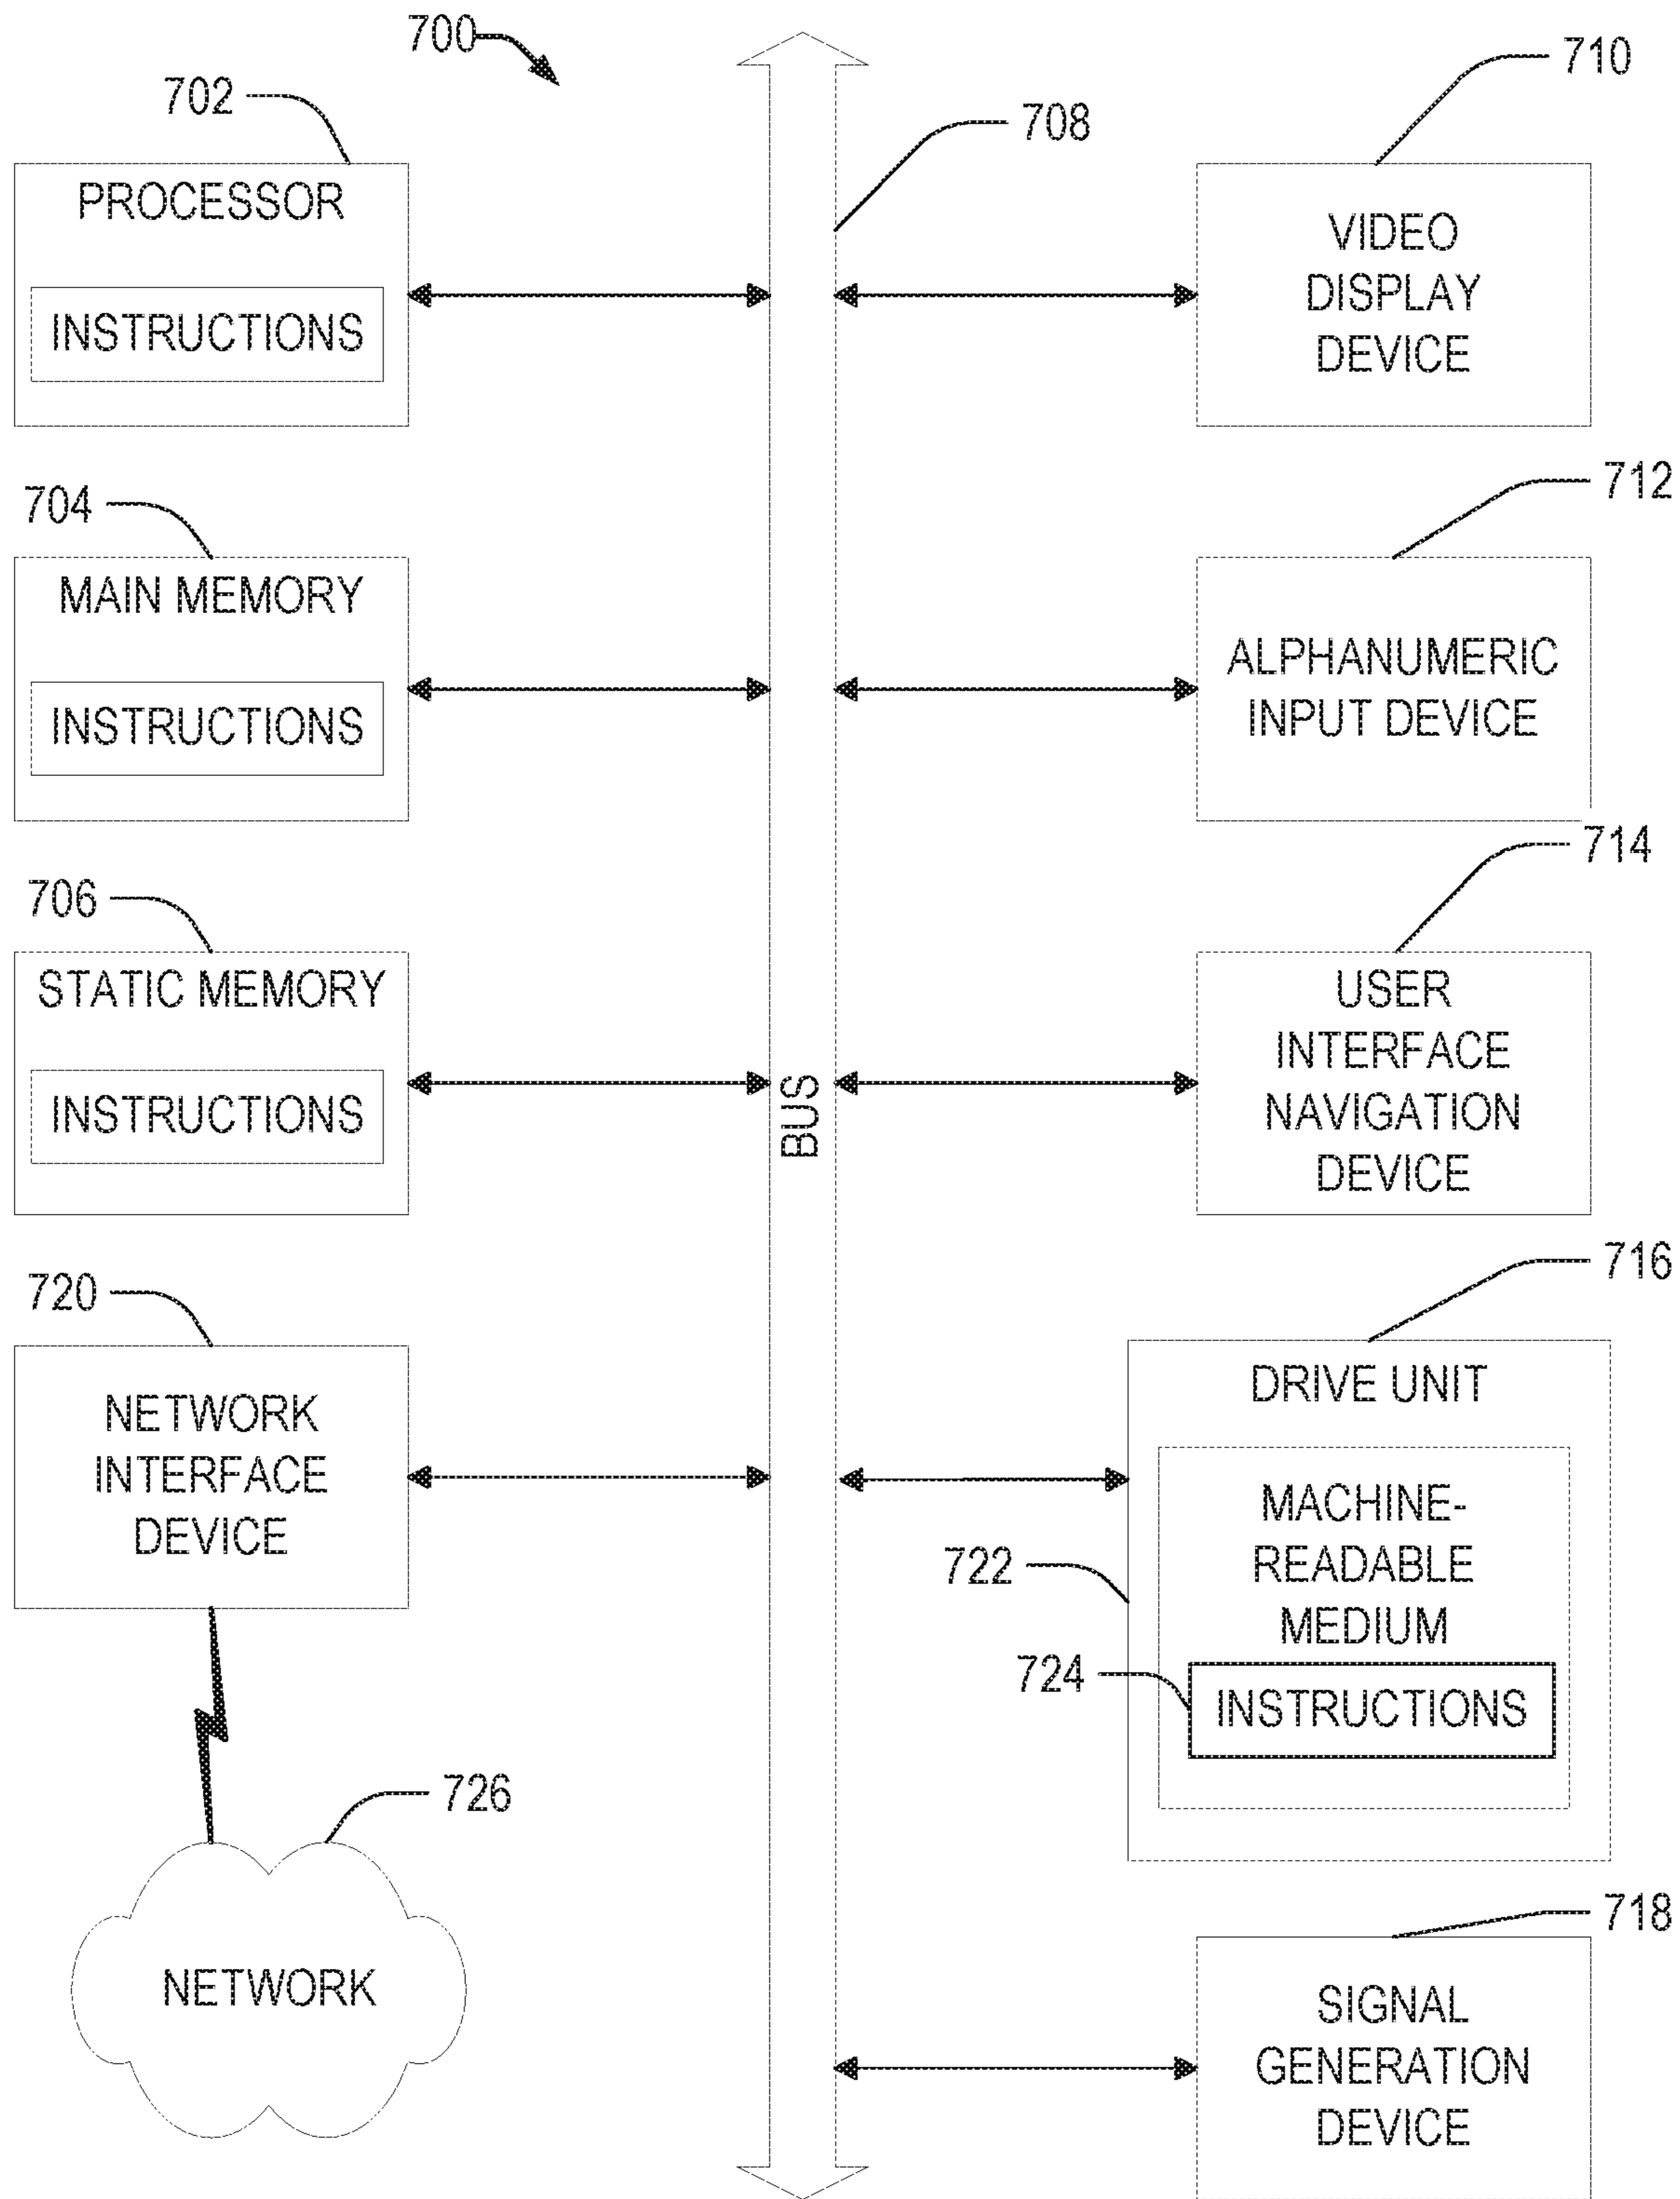 700
702
PROCESSOR
INSTRUCTIONS
704
MAIN MEMORY
INSTRUCTIONS
706
STATIC MEMORY
INSTRUCTIONS
720
NETWORK
INTERFACE
DEVICE
726
NETWORK
BUS
708
710
VIDEO
DISPLAY
DEVICE
712
ALPHANUMERIC
INPUT DEVICE
714
USER
INTERFACE
NAVIGATION
DEVICE
716
DRIVE UNIT
722
MACHINE-
READABLE
MEDIUM
724
INSTRUCTIONS
718
SIGNAL
GENERATION
DEVICE